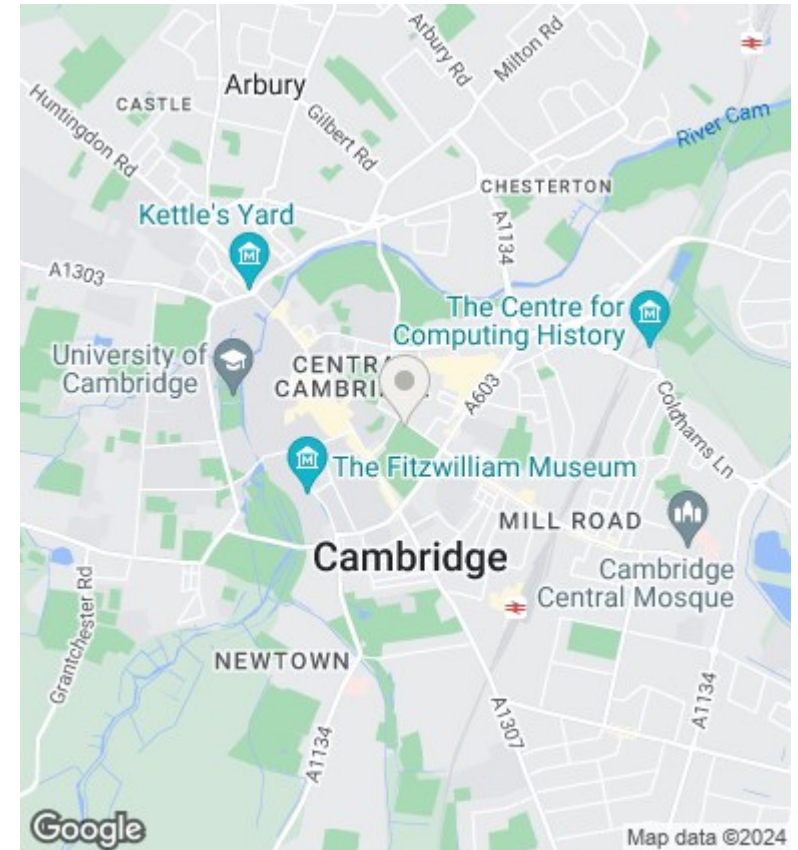 Arbury Rd
Milton Rd
Arbury
CASTLE
Huntingdon Rd
Gilbert Rd
River Cam
CHESTERTON
Kettle's Yard
A1134
A1303
The Centre for
Computing History
University of
Cambridge
CENTRA
CAMBRI
A603
Coldhams Ln
The Fitzwilliam Museum
MILL ROAD
Cambridge
Cambridge
Central Mosque
Grantchester Rd
NEWTOWN
A1134
A1307
A1134
Google
Map data ©2024